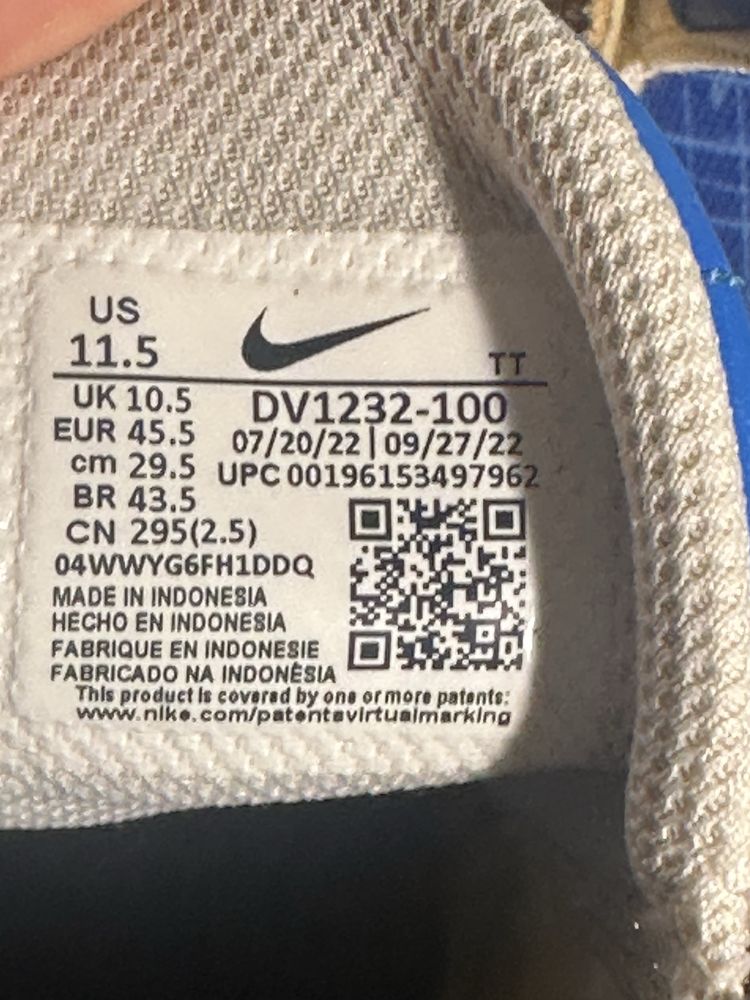 US
11.5
TT
UK 10.5
EUR 45.5
cm 29.5
BR 43.5
CN 295(2.5)
DV1232-100
07/20/22 | 09/27/22
UPC 00196153497962
04WWYG6FH1DDQ
MADE IN INDONESIA
HECHO EN INDONESIA
FABRIQUE EN INDONESIE
FABRICADO NA INDONÉSIA
This product is covered by one or more patents:
www.nike.com/patentsvirtualmarking